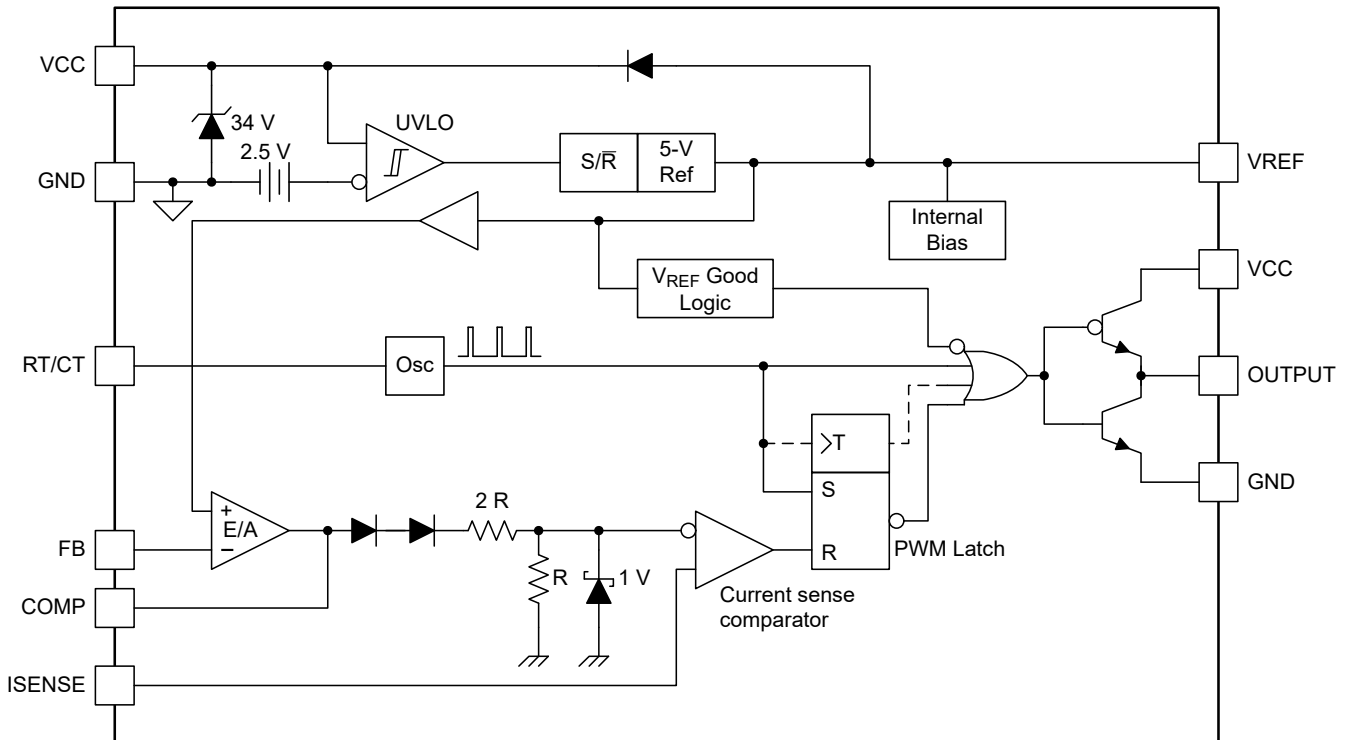 VCC
34 V
UVLO
2.5 V
GND
S/R̅
5-V
Ref
VREF
Internal
Bias
VCC
V_REF Good
Logic
RT/CT
Osc
OUTPUT
>T
S
R
PWM Latch
GND
+
E/A
−
2 R
FB
R
1 V
COMP
Current sense
comparator
ISENSE